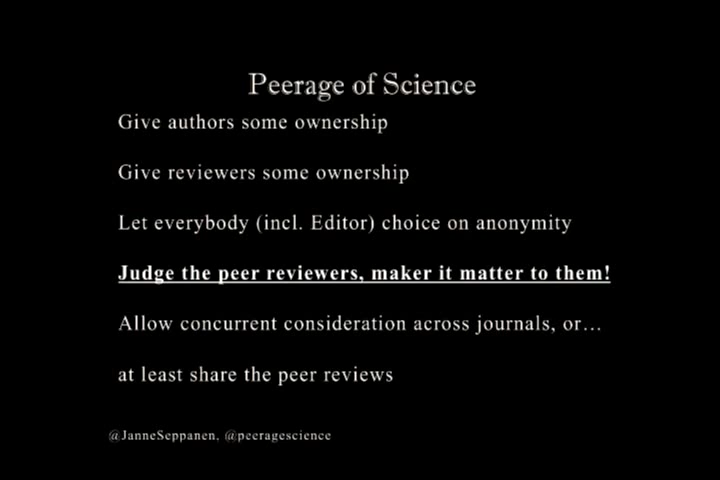 Peerage of Science
Give authors some ownership
Give reviewers some ownership
Let everybody (incl. Editor) choice on anonymity
Judge the peer reviewers, maker it matter to them!
Allow concurrent consideration across journals, or…
at least share the peer reviews
@JanneSeppanen, @peeragescience